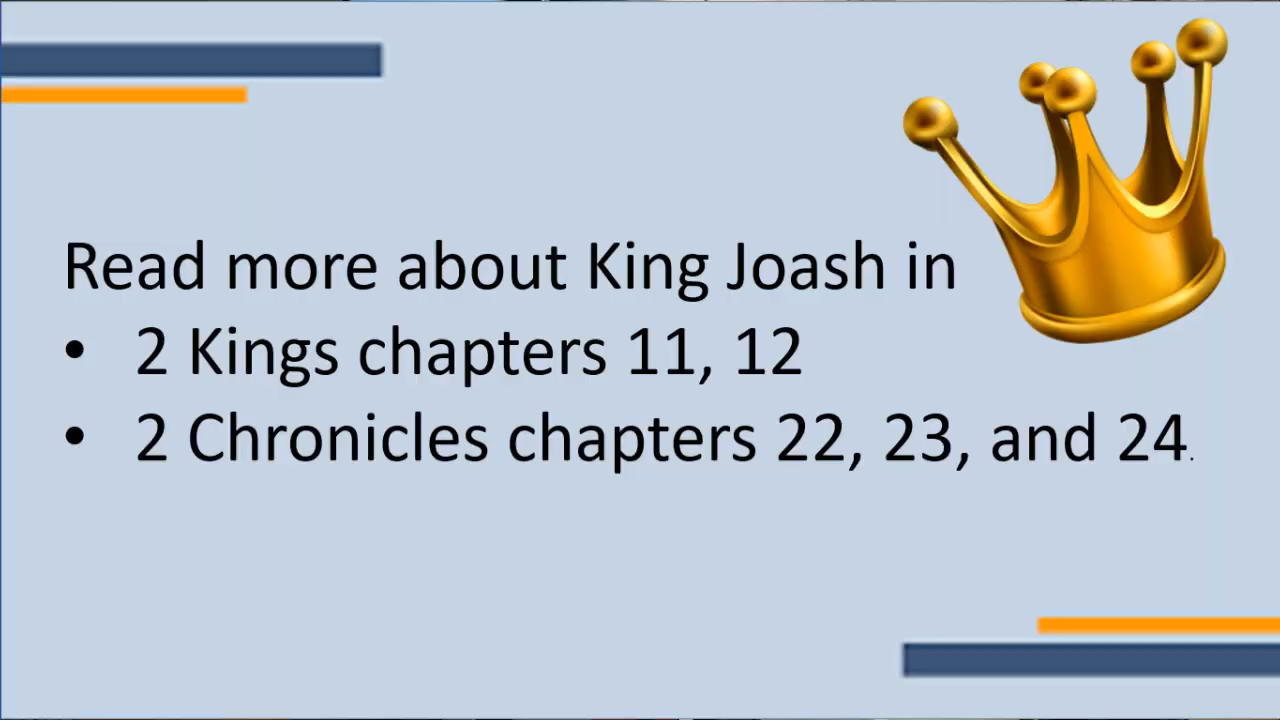 Read more about King Joash in
• 2 Kings chapters 11, 12
• 2 Chronicles chapters 22, 23, and 24.